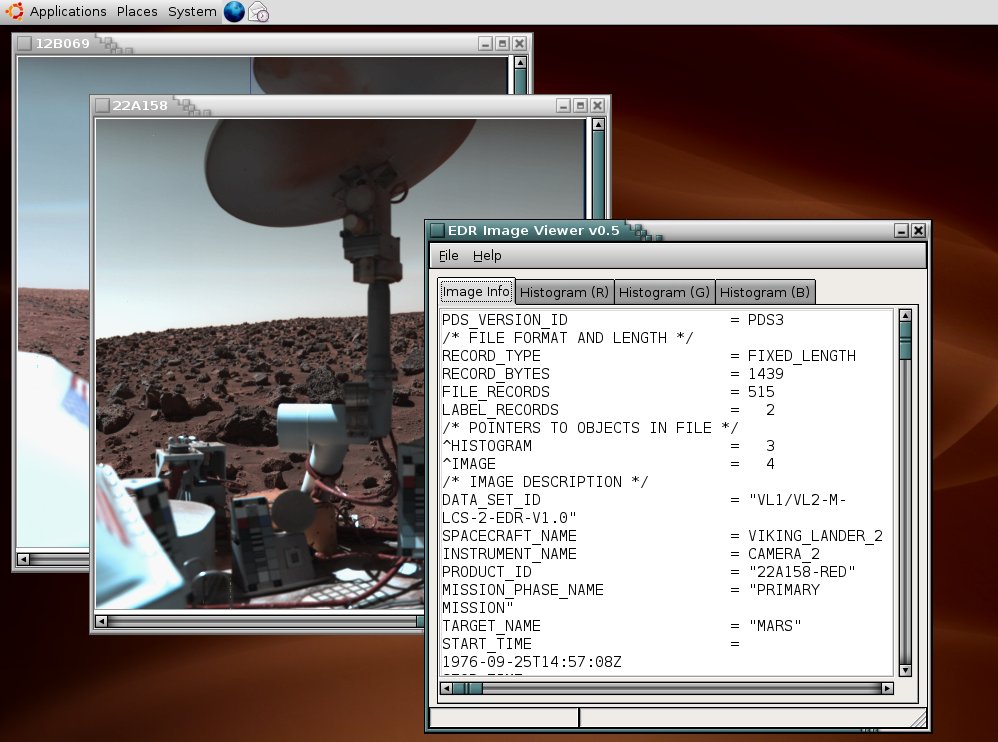 Applications Places System
12B069
22A158
EDR Image Viewer v0.5
File Help
Image Info Histogram (R) Histogram (G) Histogram (B)
PDS_VERSION_ID = PDS3
/* FILE FORMAT AND LENGTH */
RECORD_TYPE = FIXED_LENGTH
RECORD_BYTES = 1439
FILE_RECORDS = 515
LABEL_RECORDS = 2
/* POINTERS TO OBJECTS IN FILE */
^HISTOGRAM = 3
^IMAGE = 4
/* IMAGE DESCRIPTION */
DATA_SET_ID = "VL1/VL2-M-
LCS-2-EDR-V1.0"
SPACECRAFT_NAME = VIKING_LANDER_2
INSTRUMENT_NAME = CAMERA_2
PRODUCT_ID = "22A158-RED"
MISSION_PHASE_NAME = "PRIMARY
MISSION"
TARGET_NAME = "MARS"
START_TIME =
1976-09-25T14:57:08Z